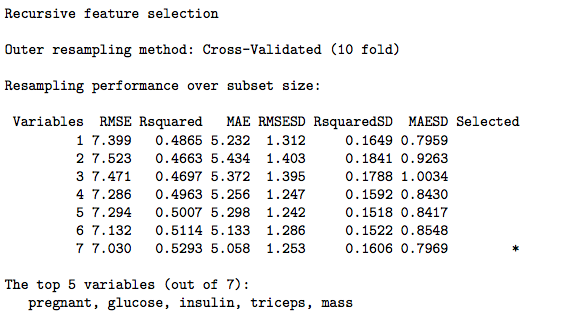 Recursive feature selection
Outer resampling method: Cross-Validated (10 fold)
Resampling performance over subset size:
Variables RMSE Rsquared MAE RMSESD RsquaredSD MAESD Selected
1 7.399 0.4865 5.232 1.312 0.1649 0.7959
2 7.523 0.4663 5.434 1.403 0.1841 0.9263
3 7.471 0.4697 5.372 1.395 0.1788 1.0034
4 7.286 0.4963 5.256 1.247 0.1592 0.8430
5 7.294 0.5007 5.298 1.242 0.1518 0.8417
6 7.132 0.5114 5.133 1.286 0.1522 0.8548
7 7.030 0.5293 5.058 1.253 0.1606 0.7969 *
The top 5 variables (out of 7):
pregnant, glucose, insulin, triceps, mass